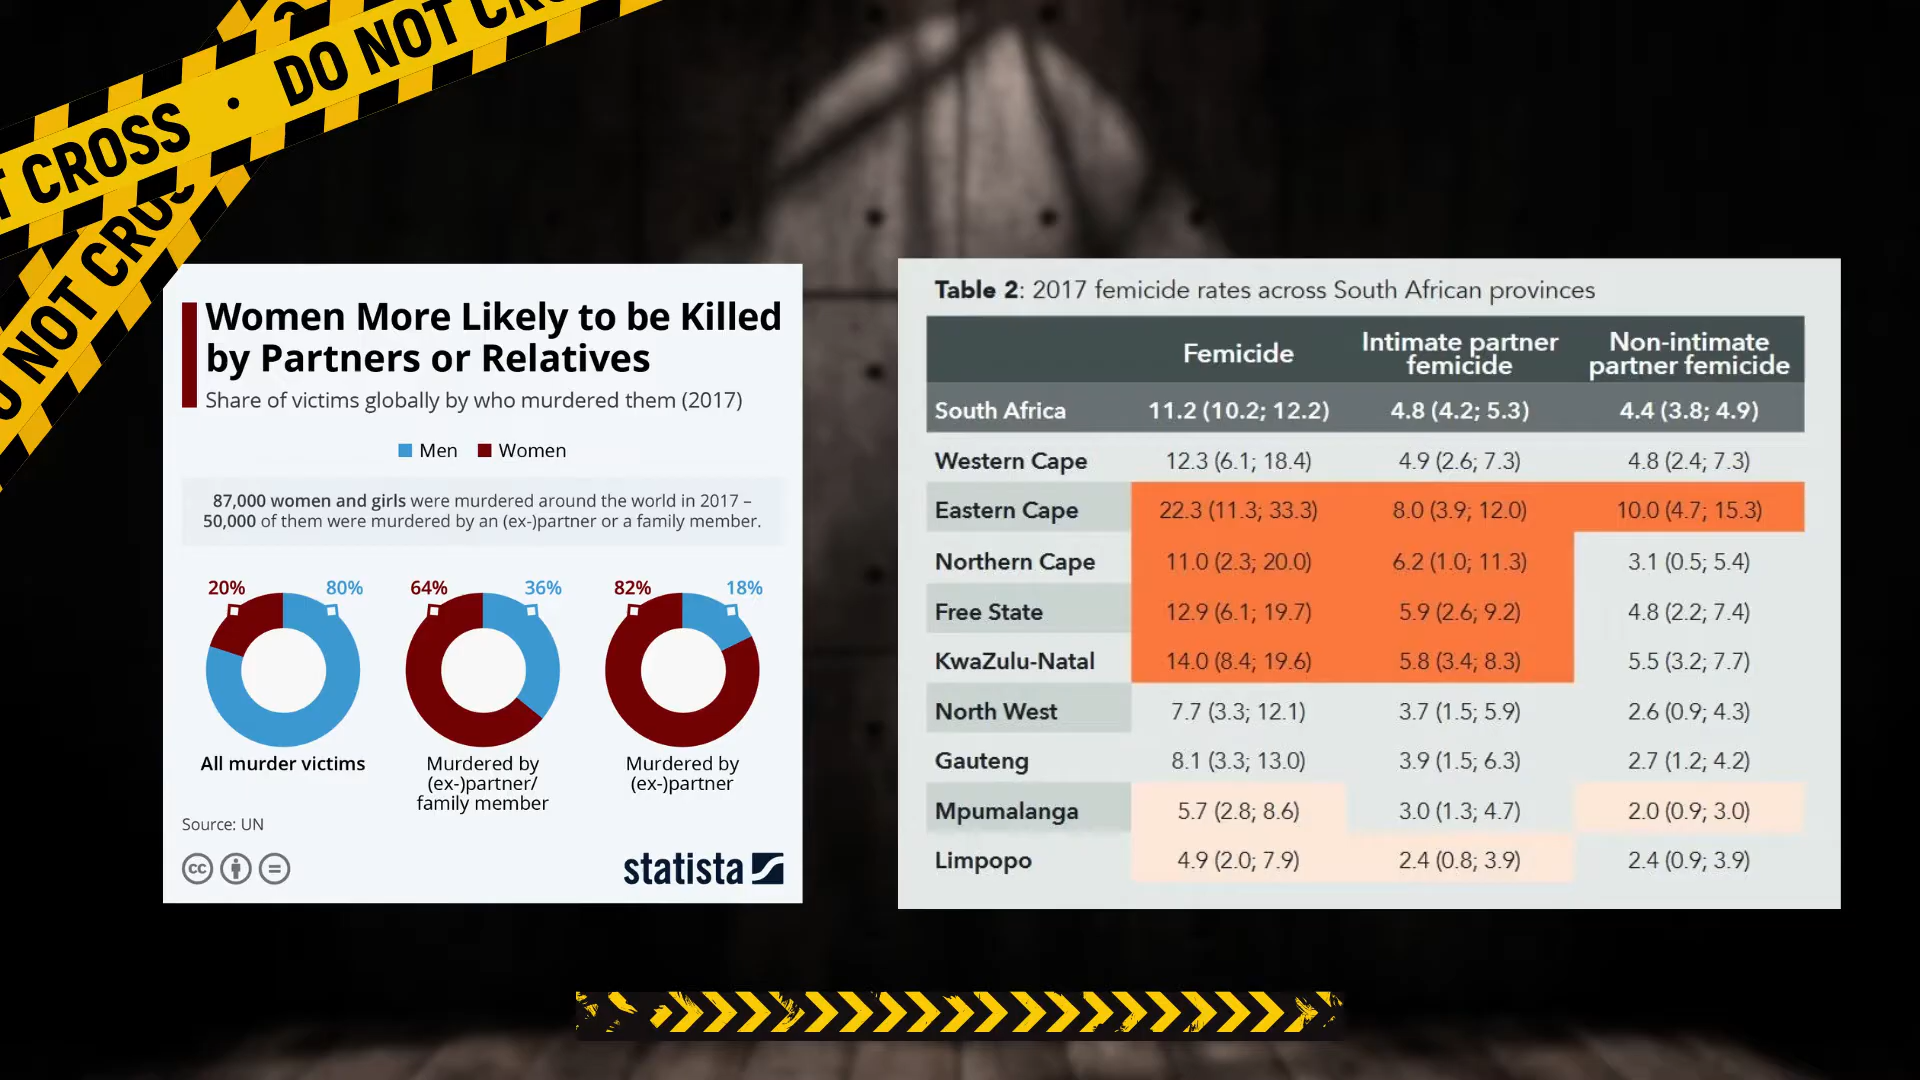 DO NOT CROSS
T CROSS • DO NOT CRO
DO NOT CROSS
Women More Likely to be Killed
by Partners or Relatives
Share of victims globally by who murdered them (2017)
Men Women
87,000 women and girls were murdered around the world in 2017 –
50,000 of them were murdered by an (ex-)partner or a family member.
20% 80% 64% 36% 82% 18%
All murder victims
Murdered by
(ex-)partner/
family member
Murdered by
(ex-)partner
Source: UN
cc
statista
Table 2: 2017 femicide rates across South African provinces
Femicide Intimate partner femicide Non-intimate partner femicide
South Africa 11.2 (10.2; 12.2) 4.8 (4.2; 5.3) 4.4 (3.8; 4.9)
Western Cape 12.3 (6.1; 18.4) 4.9 (2.6; 7.3) 4.8 (2.4; 7.3)
Eastern Cape 22.3 (11.3; 33.3) 8.0 (3.9; 12.0) 10.0 (4.7; 15.3)
Northern Cape 11.0 (2.3; 20.0) 6.2 (1.0; 11.3) 3.1 (0.5; 5.4)
Free State 12.9 (6.1; 19.7) 5.9 (2.6; 9.2) 4.8 (2.2; 7.4)
KwaZulu-Natal 14.0 (8.4; 19.6) 5.8 (3.4; 8.3) 5.5 (3.2; 7.7)
North West 7.7 (3.3; 12.1) 3.7 (1.5; 5.9) 2.6 (0.9; 4.3)
Gauteng 8.1 (3.3; 13.0) 3.9 (1.5; 6.3) 2.7 (1.2; 4.2)
Mpumalanga 5.7 (2.8; 8.6) 3.0 (1.3; 4.7) 2.0 (0.9; 3.0)
Limpopo 4.9 (2.0; 7.9) 2.4 (0.8; 3.9) 2.4 (0.9; 3.9)